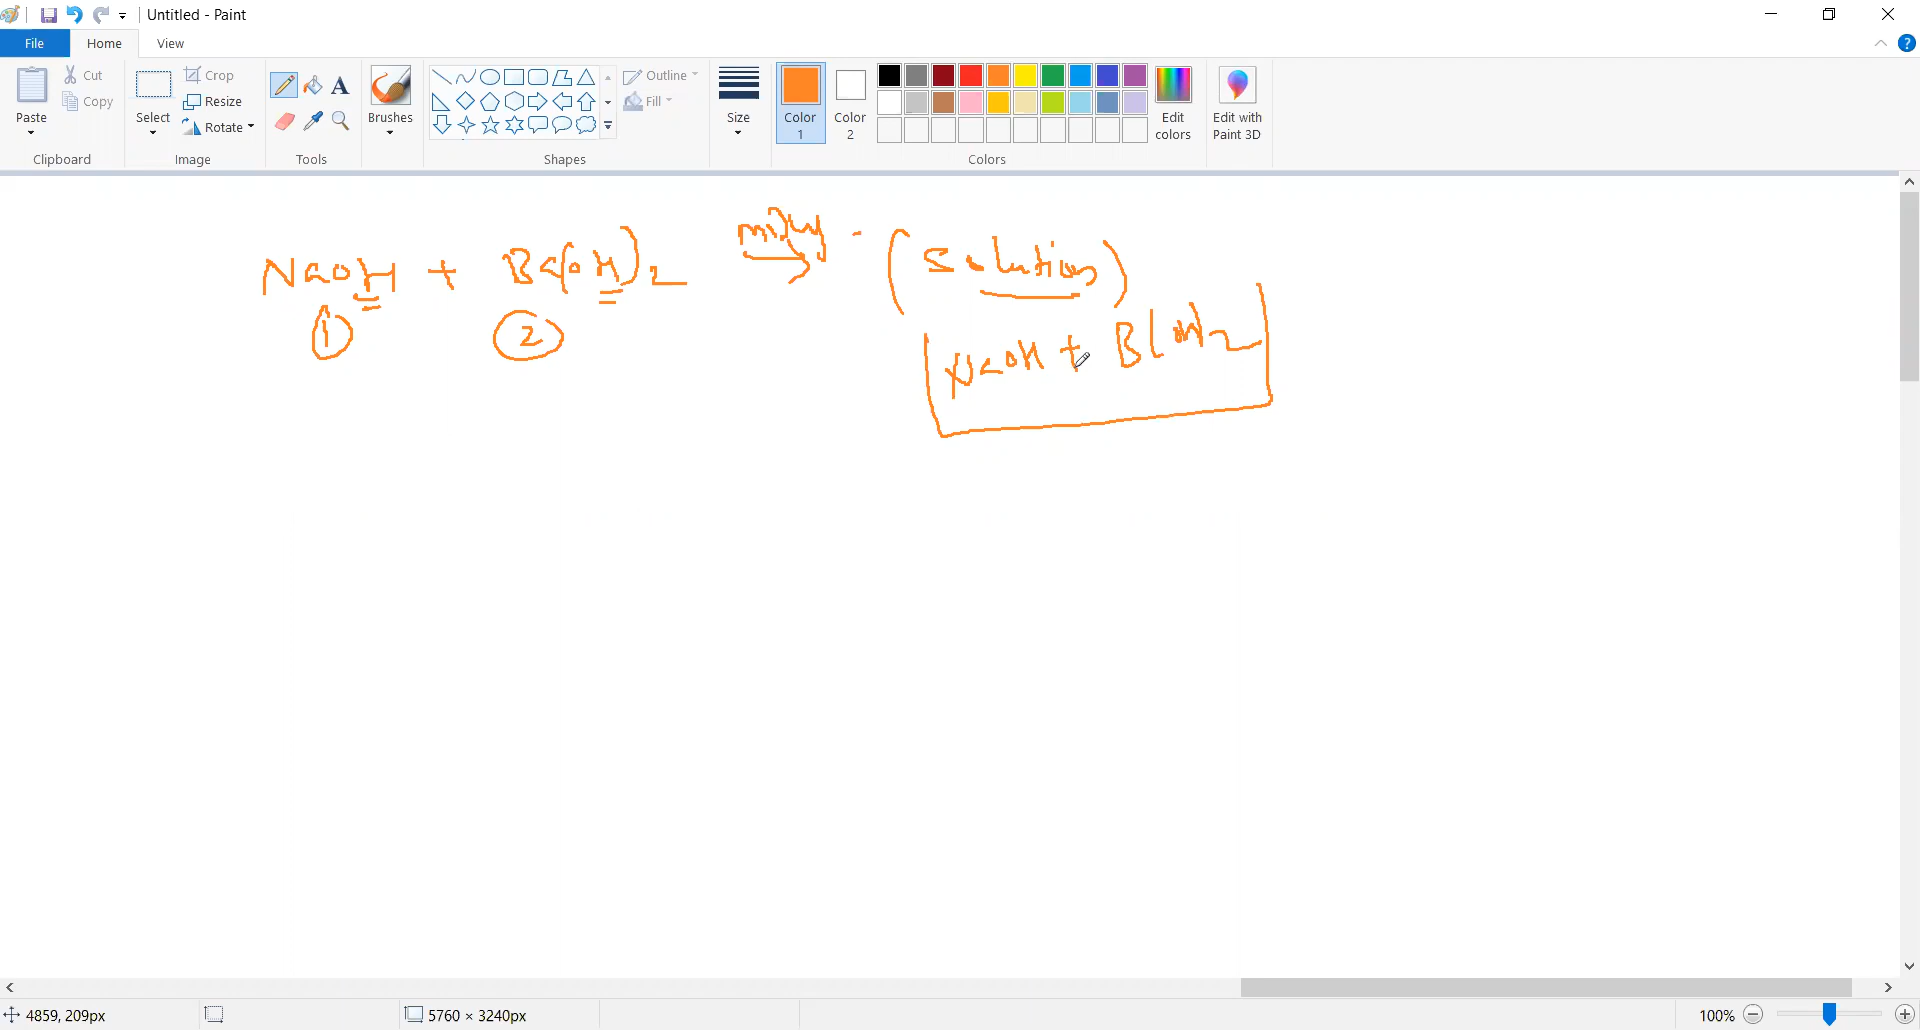 Untitled - Paint
File Home View
Cut
Copy
Paste
Clipboard
Select
Crop
Resize
Rotate
Image
Tools
Brushes
Outline
Fill
Shapes
Size
Color 1
Color 2
Edit colors
Edit with Paint 3D
Colors
NaOH + Ba(OH)2
(Solution)
1 2
NaOH + B(OH)2
4859, 209px
5760 × 3240px
100%